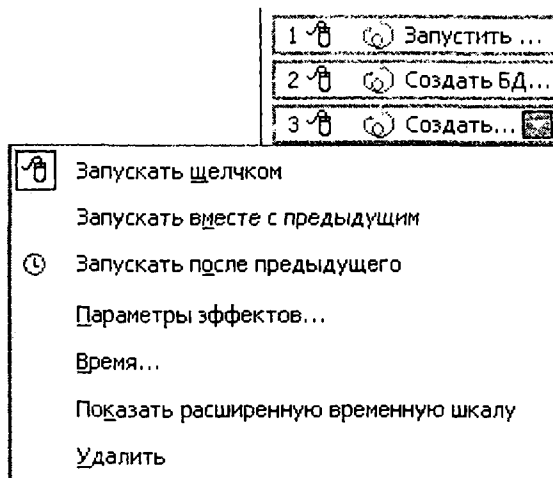 1 Запустить ...
2 Создать БД...
3 Создать...
Запускать щелчком
Запускать вместе с предыдущим
Запускать после предыдущего
Параметры эффектов...
Время...
Показать расширенную временную шкалу
Удалить